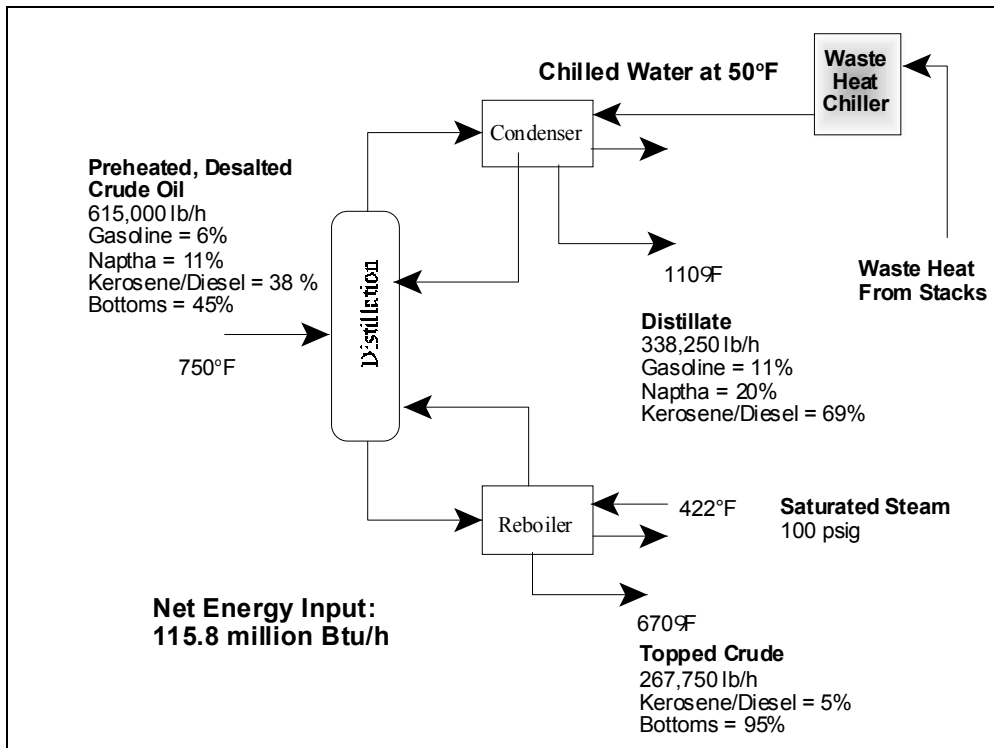 Chilled Water at 50°F
Waste
Heat
Chiller
Condenser
Preheated, Desalted
Crude Oil
615,000 lb/h
Gasoline = 6%
Naptha = 11%
Kerosene/Diesel = 38 %
Bottoms = 45%
750°F
Distillation
110°F
Waste Heat
From Stacks
Distillate
338,250 lb/h
Gasoline = 11%
Naptha = 20%
Kerosene/Diesel = 69%
Reboiler
422°F
Saturated Steam
100 psig
Net Energy Input:
115.8 million Btu/h
670°F
Topped Crude
267,750 lb/h
Kerosene/Diesel = 5%
Bottoms = 95%